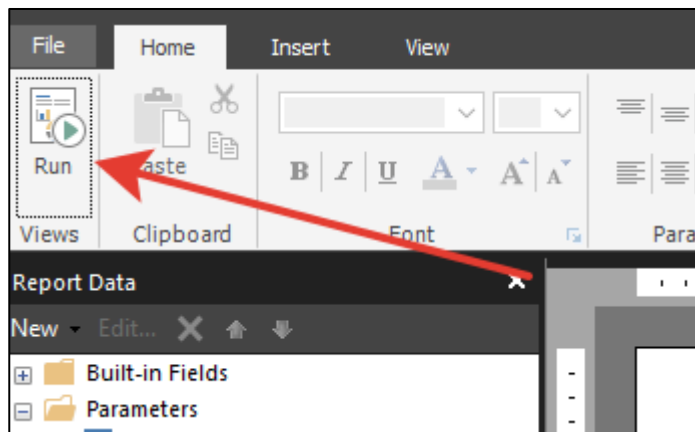 File Home Insert View
Run aste
B I U A A A
Views Clipboard Font Para
Report Data
New Edit...
Built-in Fields
Parameters